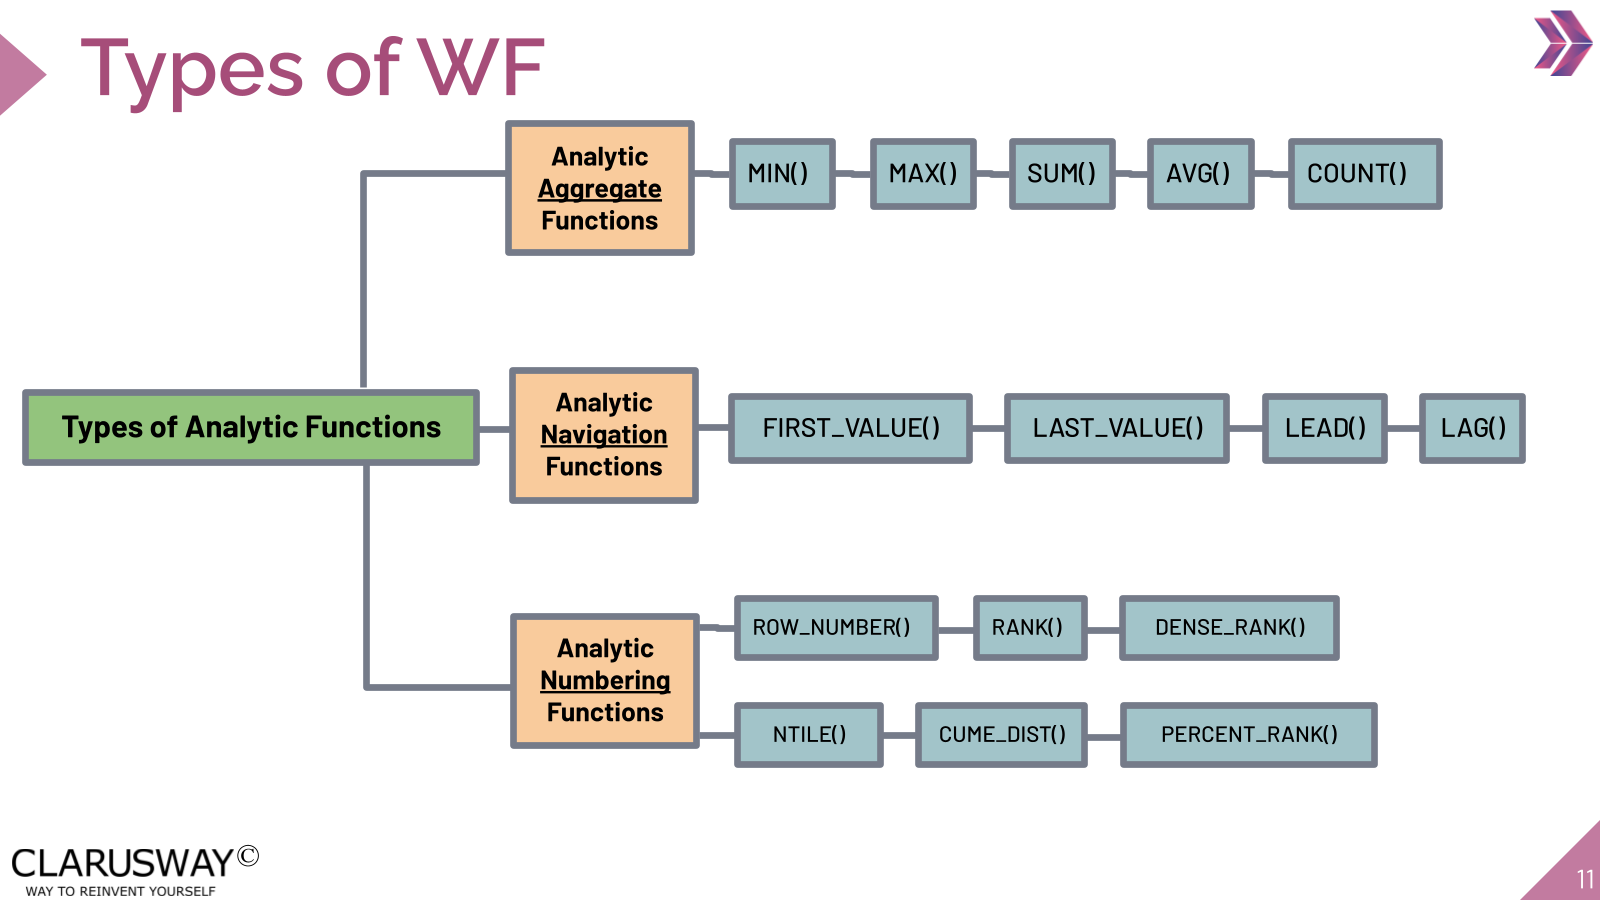 Types of WF
Analytic
Aggregate
Functions
MIN()
MAX()
SUM()
AVG()
COUNT()
Types of Analytic Functions
Analytic
Navigation
Functions
FIRST_VALUE()
LAST_VALUE()
LEAD()
LAG()
Analytic
Numbering
Functions
ROW_NUMBER()
RANK()
DENSE_RANK()
NTILE()
CUME_DIST()
PERCENT_RANK()
CLARUSWAY©
WAY TO REINVENT YOURSELF
11